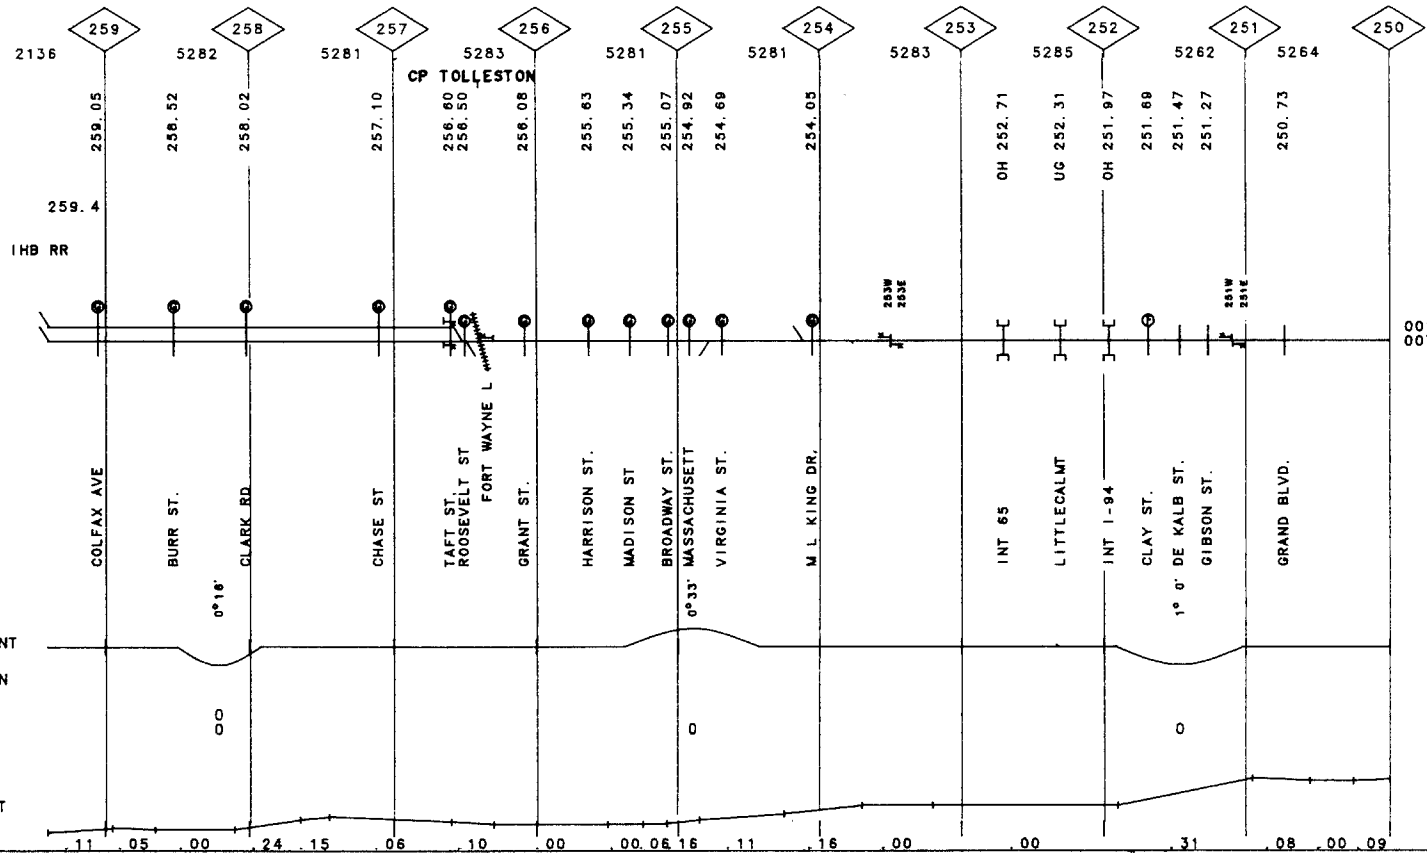 259 258 257 256 255 254 253 252 251 250
2136 5282 5281 5283 5281 5281 5283 5285 5262 5264
CP TOLLESTON
259.05
258.52
258.02
257.10
256.60
256.50
256.08
255.63
255.34
255.07
254.92
254.69
254.05
OH 252.71
UG 252.31
OH 251.97
251.69
251.47
251.27
250.73
259.4
IHB RR
253W
253E
251W
251E
00
00
FORT WAYNE L
COLFAX AVE
BURR ST.
CLARK RD
CHASE ST
TAFT ST.
ROOSEVELT ST
GRANT ST.
HARRISON ST.
MADISON ST
BROADWAY ST.
MASSACHUSETT
VIRGINIA ST.
M L KING DR.
INT 65
LITTLECALMT
INT I-94
CLAY ST.
DE KALB ST.
GIBSON ST.
GRAND BLVD.
0°16'
0°33'
1° 0'
NT
N
0
0
0
0
T
.11 .05 .00 .24 .15 .06 .10 .00 .00 .06 .16 .11 .16 .00 .00 .31 .08 .00 .09